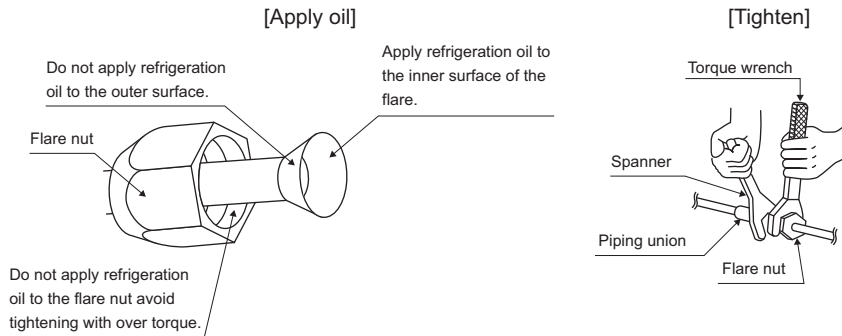 [Apply oil]
Do not apply refrigeration
oil to the outer surface.
Apply refrigeration oil to
the inner surface of the
flare.
Flare nut
Do not apply refrigeration
oil to the flare nut avoid
tightening with over torque.
[Tighten]
Torque wrench
Spanner
Piping union
Flare nut